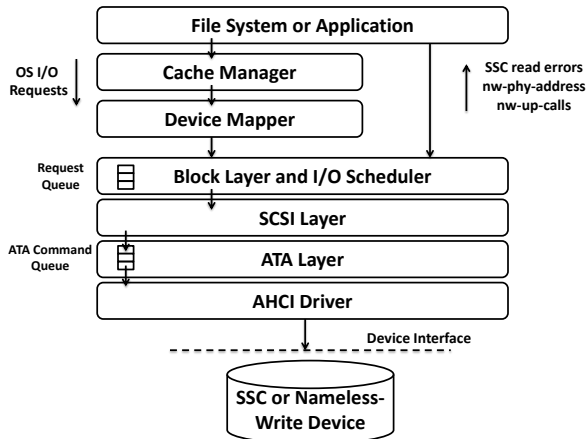 File System or Application
OS I/O
Requests
Cache Manager
SSC read errors
nw-phy-address
nw-up-calls
Device Mapper
Request
Queue
Block Layer and I/O Scheduler
SCSI Layer
ATA Command
Queue
ATA Layer
AHCI Driver
Device Interface
SSC or Nameless-
Write Device